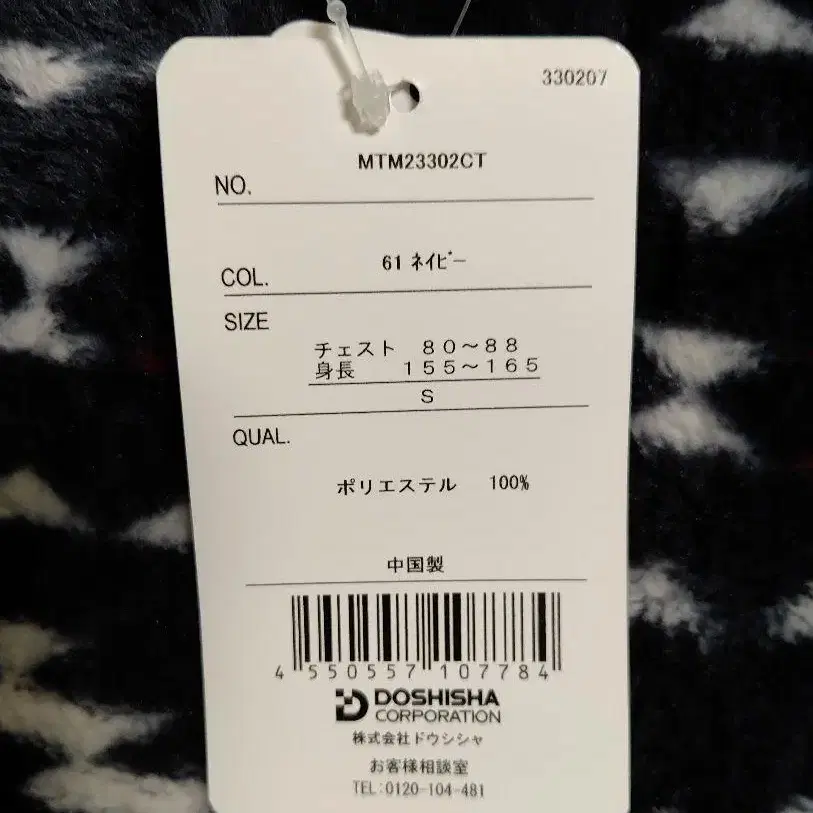 330207
MTM23302CT
NO.
61 ネイビー
COL.
SIZE
チェスト 80～88
身長 155～165
S
QUAL.
ポリエステル 100%
中国製
4 550557 107784
DOSHISHA
CORPORATION
株式会社ドウシシャ
お客様相談室
TEL:0120-104-481